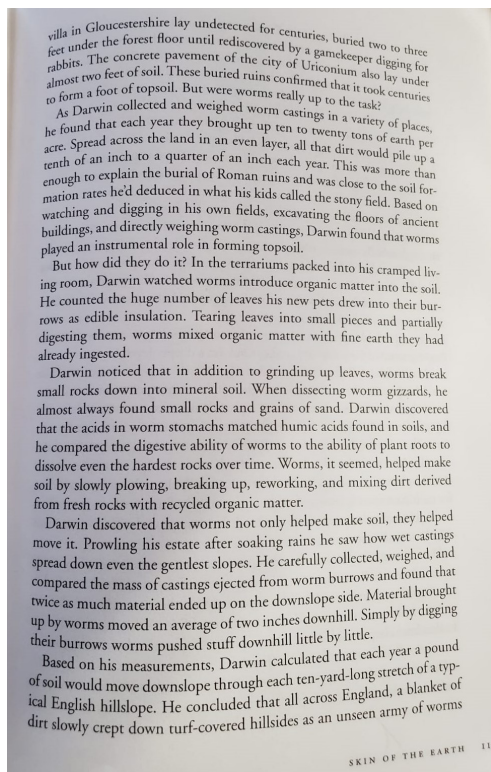 villa in Gloucestershire lay undetected for centuries, buried two to three
feet under the forest floor until rediscovered by a gamekeeper digging for
rabbits. The concrete pavement of the city of Uriconium also lay under
almost two feet of soil. These buried ruins confirmed that it took centuries
to form a foot of topsoil. But were worms really up to the task?
As Darwin collected and weighed worm castings in a variety of places,
he found that each year they brought up ten to twenty tons of earth per
acre. Spread across the land in an even layer, all that dirt would pile up a
tenth of an inch to a quarter of an inch each year. This was more than
enough to explain the burial of Roman ruins and was close to the soil for-
mation rates he'd deduced in what his kids called the stony field. Based on
watching and digging in his own fields, excavating the floors of ancient
buildings, and directly weighing worm castings, Darwin found that worms
played an instrumental role in forming topsoil.
But how did they do it? In the terrariums packed into his cramped liv-
ing room, Darwin watched worms introduce organic matter into the soil.
He counted the huge number of leaves his new pets drew into their bur-
rows as edible insulation. Tearing leaves into small pieces and partially
digesting them, worms mixed organic matter with fine earth they had
already ingested.
Darwin noticed that in addition to grinding up leaves, worms break
small rocks down into mineral soil. When dissecting worm gizzards, he
almost always found small rocks and grains of sand. Darwin discovered
that the acids in worm stomachs matched humic acids found in soils, and
he compared the digestive ability of worms to the ability of plant roots to
dissolve even the hardest rocks over time. Worms, it seemed, helped make
soil by slowly plowing, breaking up, reworking, and mixing dirt derived
from fresh rocks with recycled organic matter.
Darwin discovered that worms not only helped make soil, they helped
move it. Prowling his estate after soaking rains he saw how wet castings
spread down even the gentlest slopes. He carefully collected, weighed, and
compared the mass of castings ejected from worm burrows and found that
twice as much material ended up on the downslope side. Material brought
up by worms moved an average of two inches downhill. Simply by digging
their burrows worms pushed stuff downhill little by little.
Based on his measurements, Darwin calculated that each year a pound
of soil would move downslope through each ten-yard-long stretch of a typ-
ical English hillslope. He concluded that all across England, a blanket of
dirt slowly crept down turf-covered hillsides as an unseen army of worms
SKIN OF THE EARTH